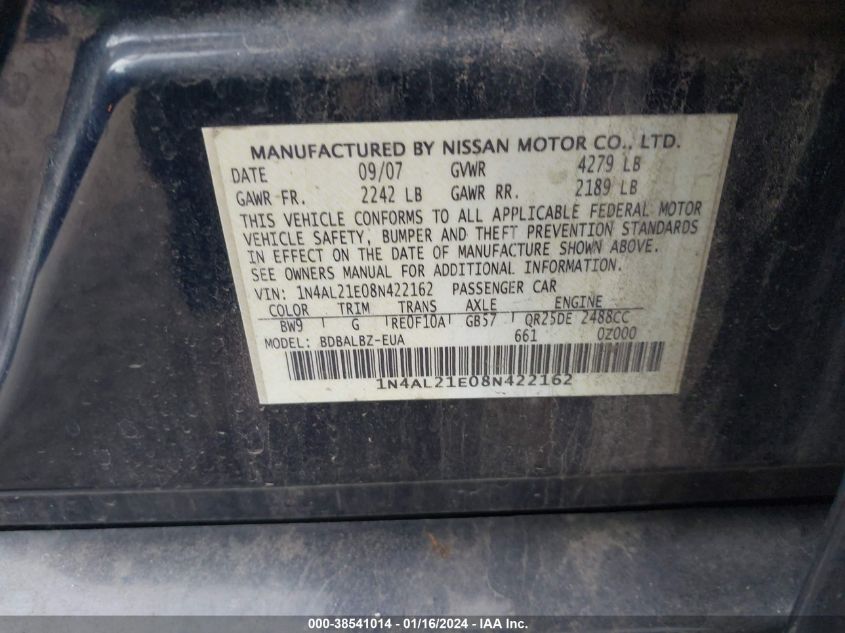 MANUFACTURED BY NISSAN MOTOR CO., LTD.
DATE 09/07 GVWR 4279 LB
GAWR FR. 2242 LB GAWR RR. 2189 LB
THIS VEHICLE CONFORMS TO ALL APPLICABLE FEDERAL MOTOR
VEHICLE SAFETY, BUMPER AND THEFT PREVENTION STANDARDS
IN EFFECT ON THE DATE OF MANUFACTURE SHOWN ABOVE.
SEE OWNERS MANUAL FOR ADDITIONAL INFORMATION.
VIN: 1N4AL21E08N422162 PASSENGER CAR
COLOR TRIM TRANS AXLE ENGINE
BW9 G RE0F10A GB57 QR25DE 2488CC
MODEL: BDBALBZ-EUA 661 0Z000
1N4AL21E08N422162
000-38541014 - 01/16/2024 - IAA Inc.